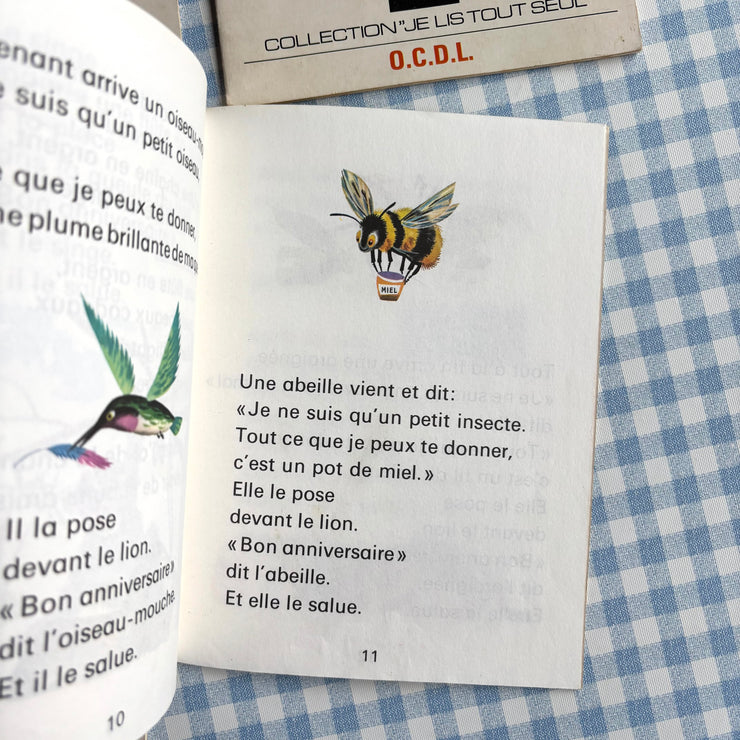 COLLECTION "JE LIS TOUT SEUL
O.C.D.L.
arrive un oiseau-
suis qu'un petit oiseau.
que je peux te donner,
plume brillante de
Il la pose
devant le lion.
« Bon anniversaire »
dit l'oiseau-mouche.
Et il le salue.
10
MIEL
Une abeille vient et dit:
« Je ne suis qu'un petit insecte.
Tout ce que je peux te donner,
c'est un pot de miel. »
Elle le pose
devant le lion.
« Bon anniversaire »
dit l'abeille.
Et elle le salue.
11